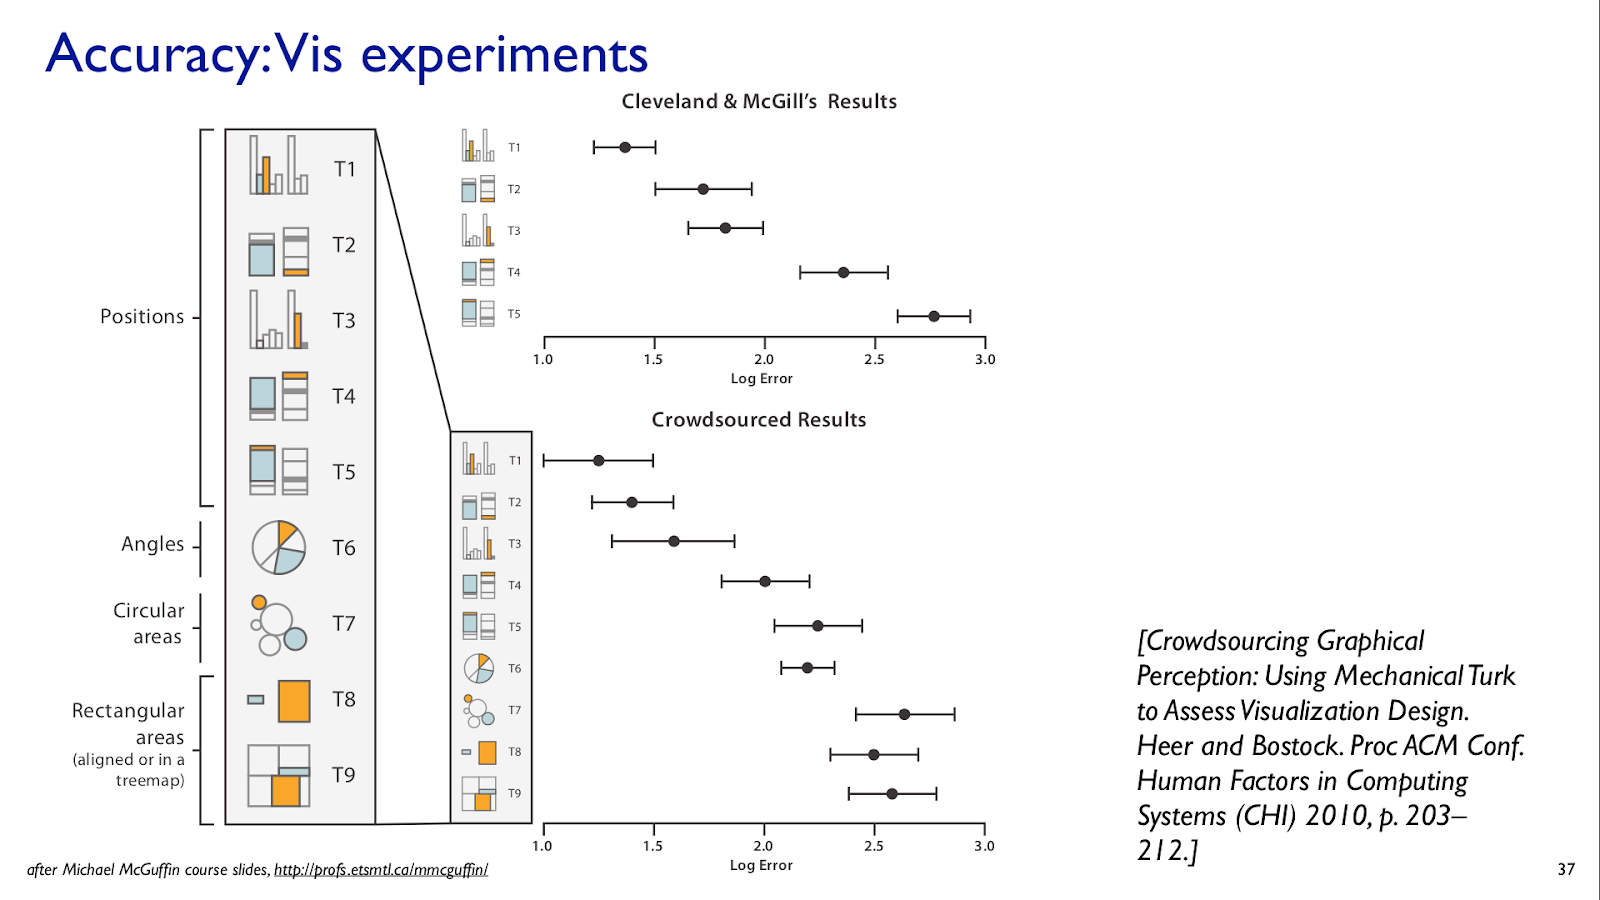 Accuracy: Vis experiments
Positions
Angles
Circular
areas
Rectangular
areas
(aligned or in a
treemap)
T1
T2
T3
T4
T5
T6
T7
T8
T9
Cleveland & McGill's Results
T1
T2
T3
T4
T5
1.0 1.5 2.0 2.5 3.0
Log Error
Crowdsourced Results
T1
T2
T3
T4
T5
T6
T7
T8
T9
1.0 1.5 2.0 2.5 3.0
Log Error
[Crowdsourcing Graphical
Perception: Using Mechanical Turk
to Assess Visualization Design.
Heer and Bostock. Proc ACM Conf.
Human Factors in Computing
Systems (CHI) 2010, p. 203–
212.]
after Michael McGuffin course slides, http://profs.etsmtl.ca/mmcguffin/
37